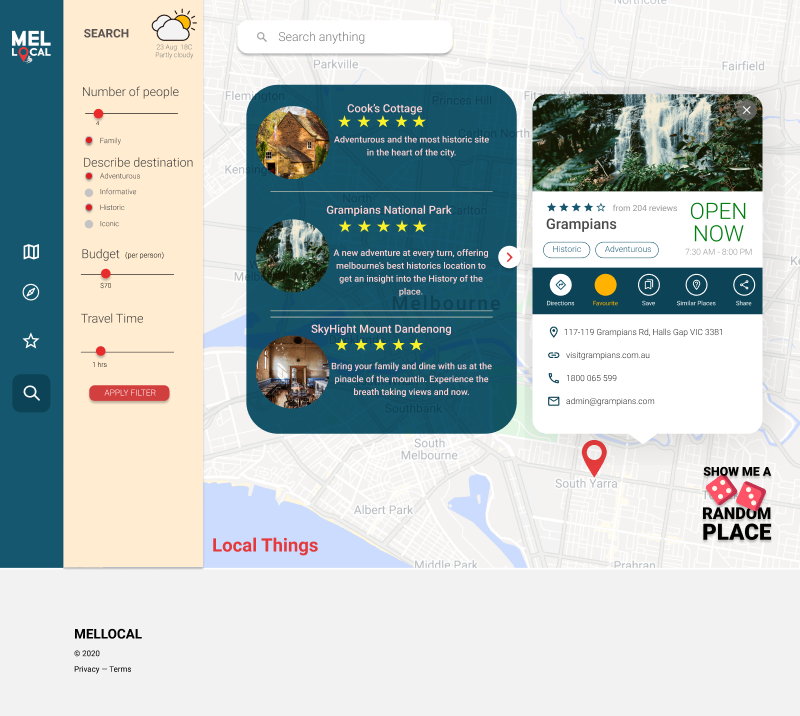 MEL
LOCAL
SEARCH
23 Aug 18C
Partly cloudy
Number of people
4
Family
Describe destination
Adventurous
Informative
Historic
Iconic
Budget (per person)
$70
Travel Time
1 hrs
APPLY FILTER
Search anything
Northcote
Parkville
Fairfield
Flemington
Princes Hill
Carlton North
Cook's Cottage
Adventurous and the most historic site
in the heart of the city.
North
Carlton
Grampians National Park
A new adventure at every turn, offering
melbourne's best historics location to
get an insight into the History of the
place.
Melbourne
SkyHight Mount Dandenong
Bring your family and dine with us at the
pinacle of the mountin. Experience the
breath taking views and now.
Southbank
South
Melbourne
Albert Park
Middle Park
Local Things
from 204 reviews
Grampians
OPEN
NOW
7:30 AM - 8:00 PM
Historic
Adventurous
Directions
Favourite
Save
Similar Places
Share
117-119 Grampians Rd, Halls Gap VIC 3381
visitgrampians.com.au
1800 065 599
admin@grampians.com
South Yarra
Prahran
SHOW ME A
RANDOM
PLACE
MELLOCAL
© 2020
Privacy — Terms